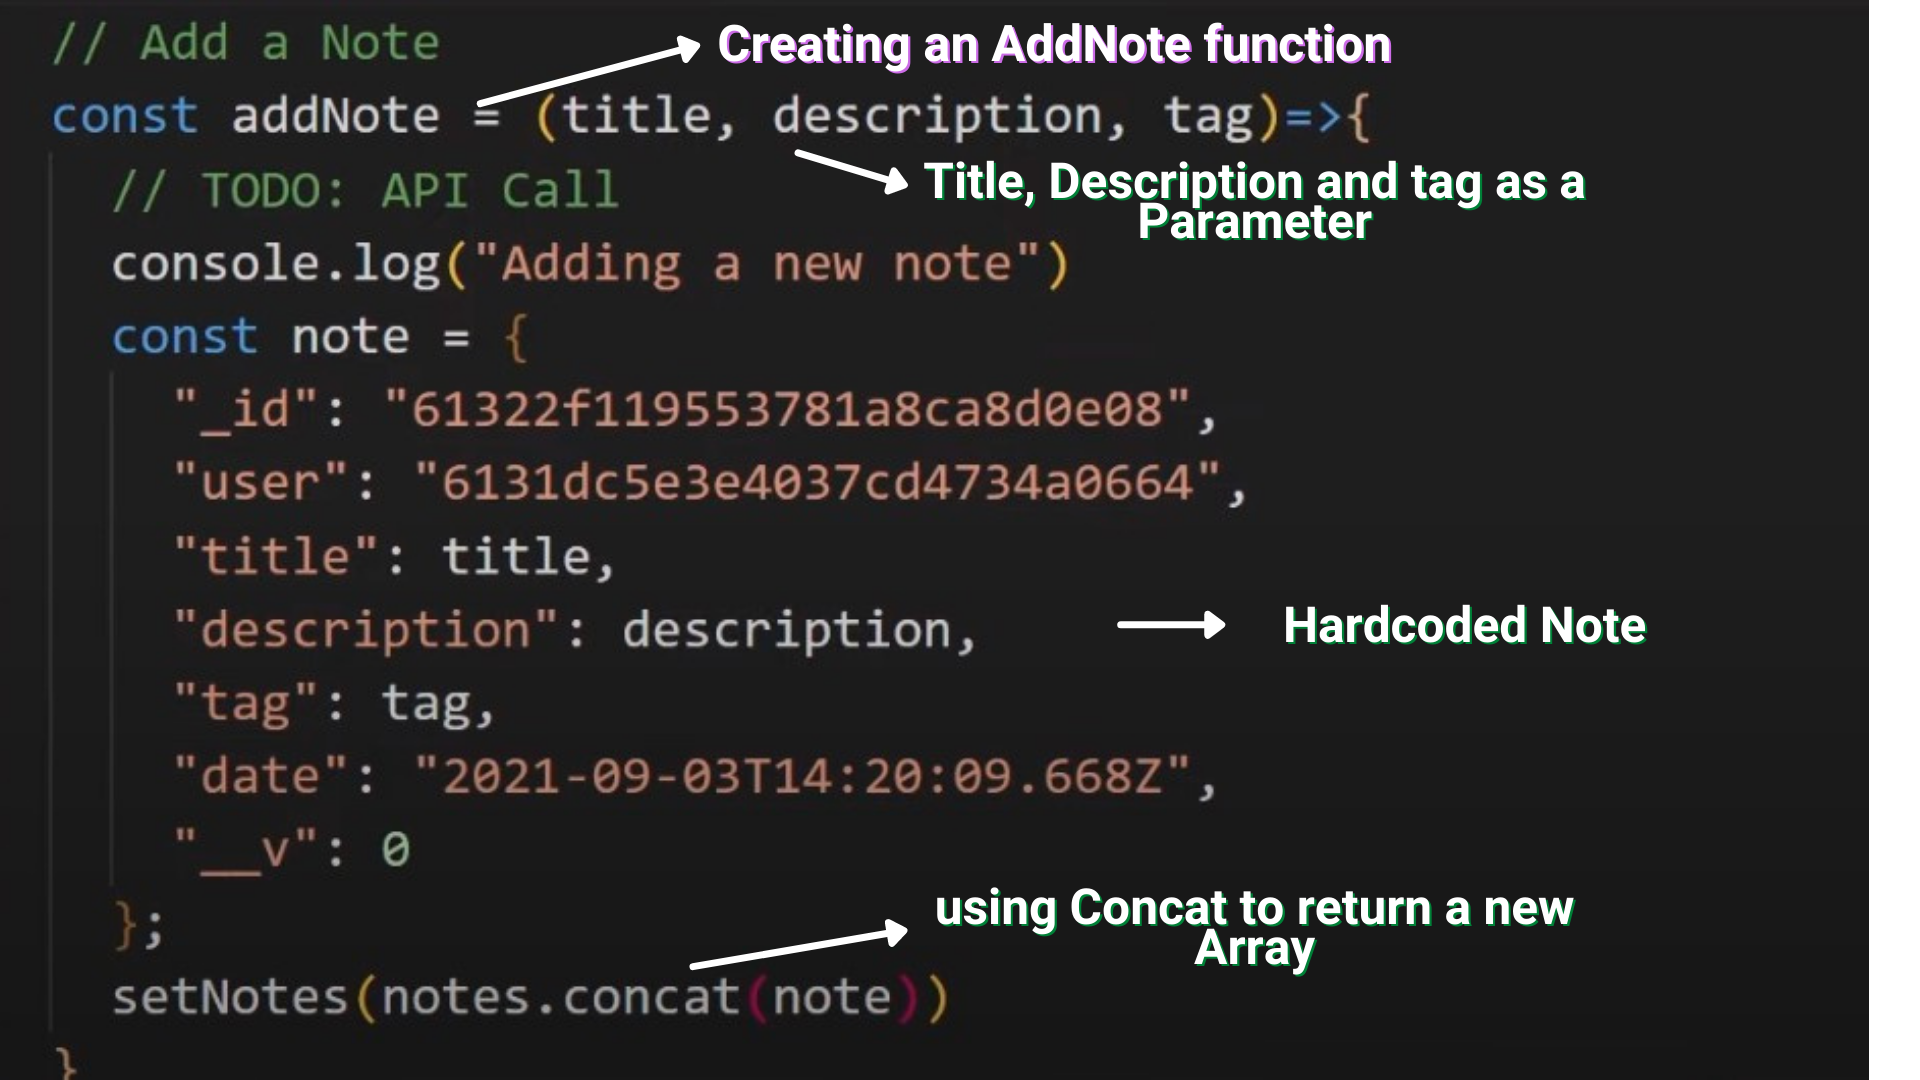 // Add a Note
Creating an AddNote function
const addNote = (title, description, tag)=>{
// TODO: API Call
Title, Description and tag as a
Parameter
console.log("Adding a new note")
const note = {
"_id": "61322f119553781a8ca8d0e08",
"user": "6131dc5e3e4037cd4734a0664",
"title": title,
"description": description,
Hardcoded Note
"tag": tag,
"date": "2021-09-03T14:20:09.668Z",
"__v": 0
};
using Concat to return a new
Array
setNotes(notes.concat(note))
}